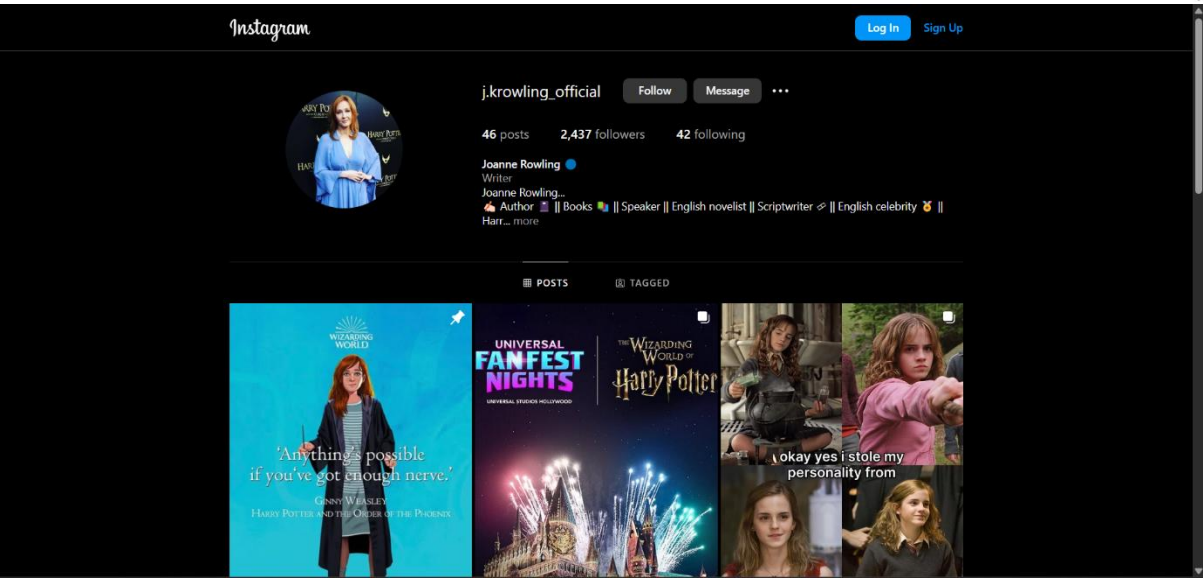 Instagram
Log In
Sign Up
j.krowling_official
Follow
Message
46 posts
2,437 followers
42 following
Joanne Rowling 🔵
Writer
Joanne Rowling...
✍🏻 Author 📓 || Books 📚 || Speaker || English novelist || Scriptwriter 🖇 || English celebrity 🏅 ||
Harr... more
POSTS
TAGGED
WIZARDING
WORLD
'Anything's possible
if you've got enough nerve.'
GINNY WEASLEY
HARRY POTTER AND THE ORDER OF THE PHOENIX
UNIVERSAL
FANFEST
NIGHTS
UNIVERSAL STUDIOS HOLLYWOOD
THE WIZARDING
WORLD OF
Harry Potter
okay yes i stole my
personality from